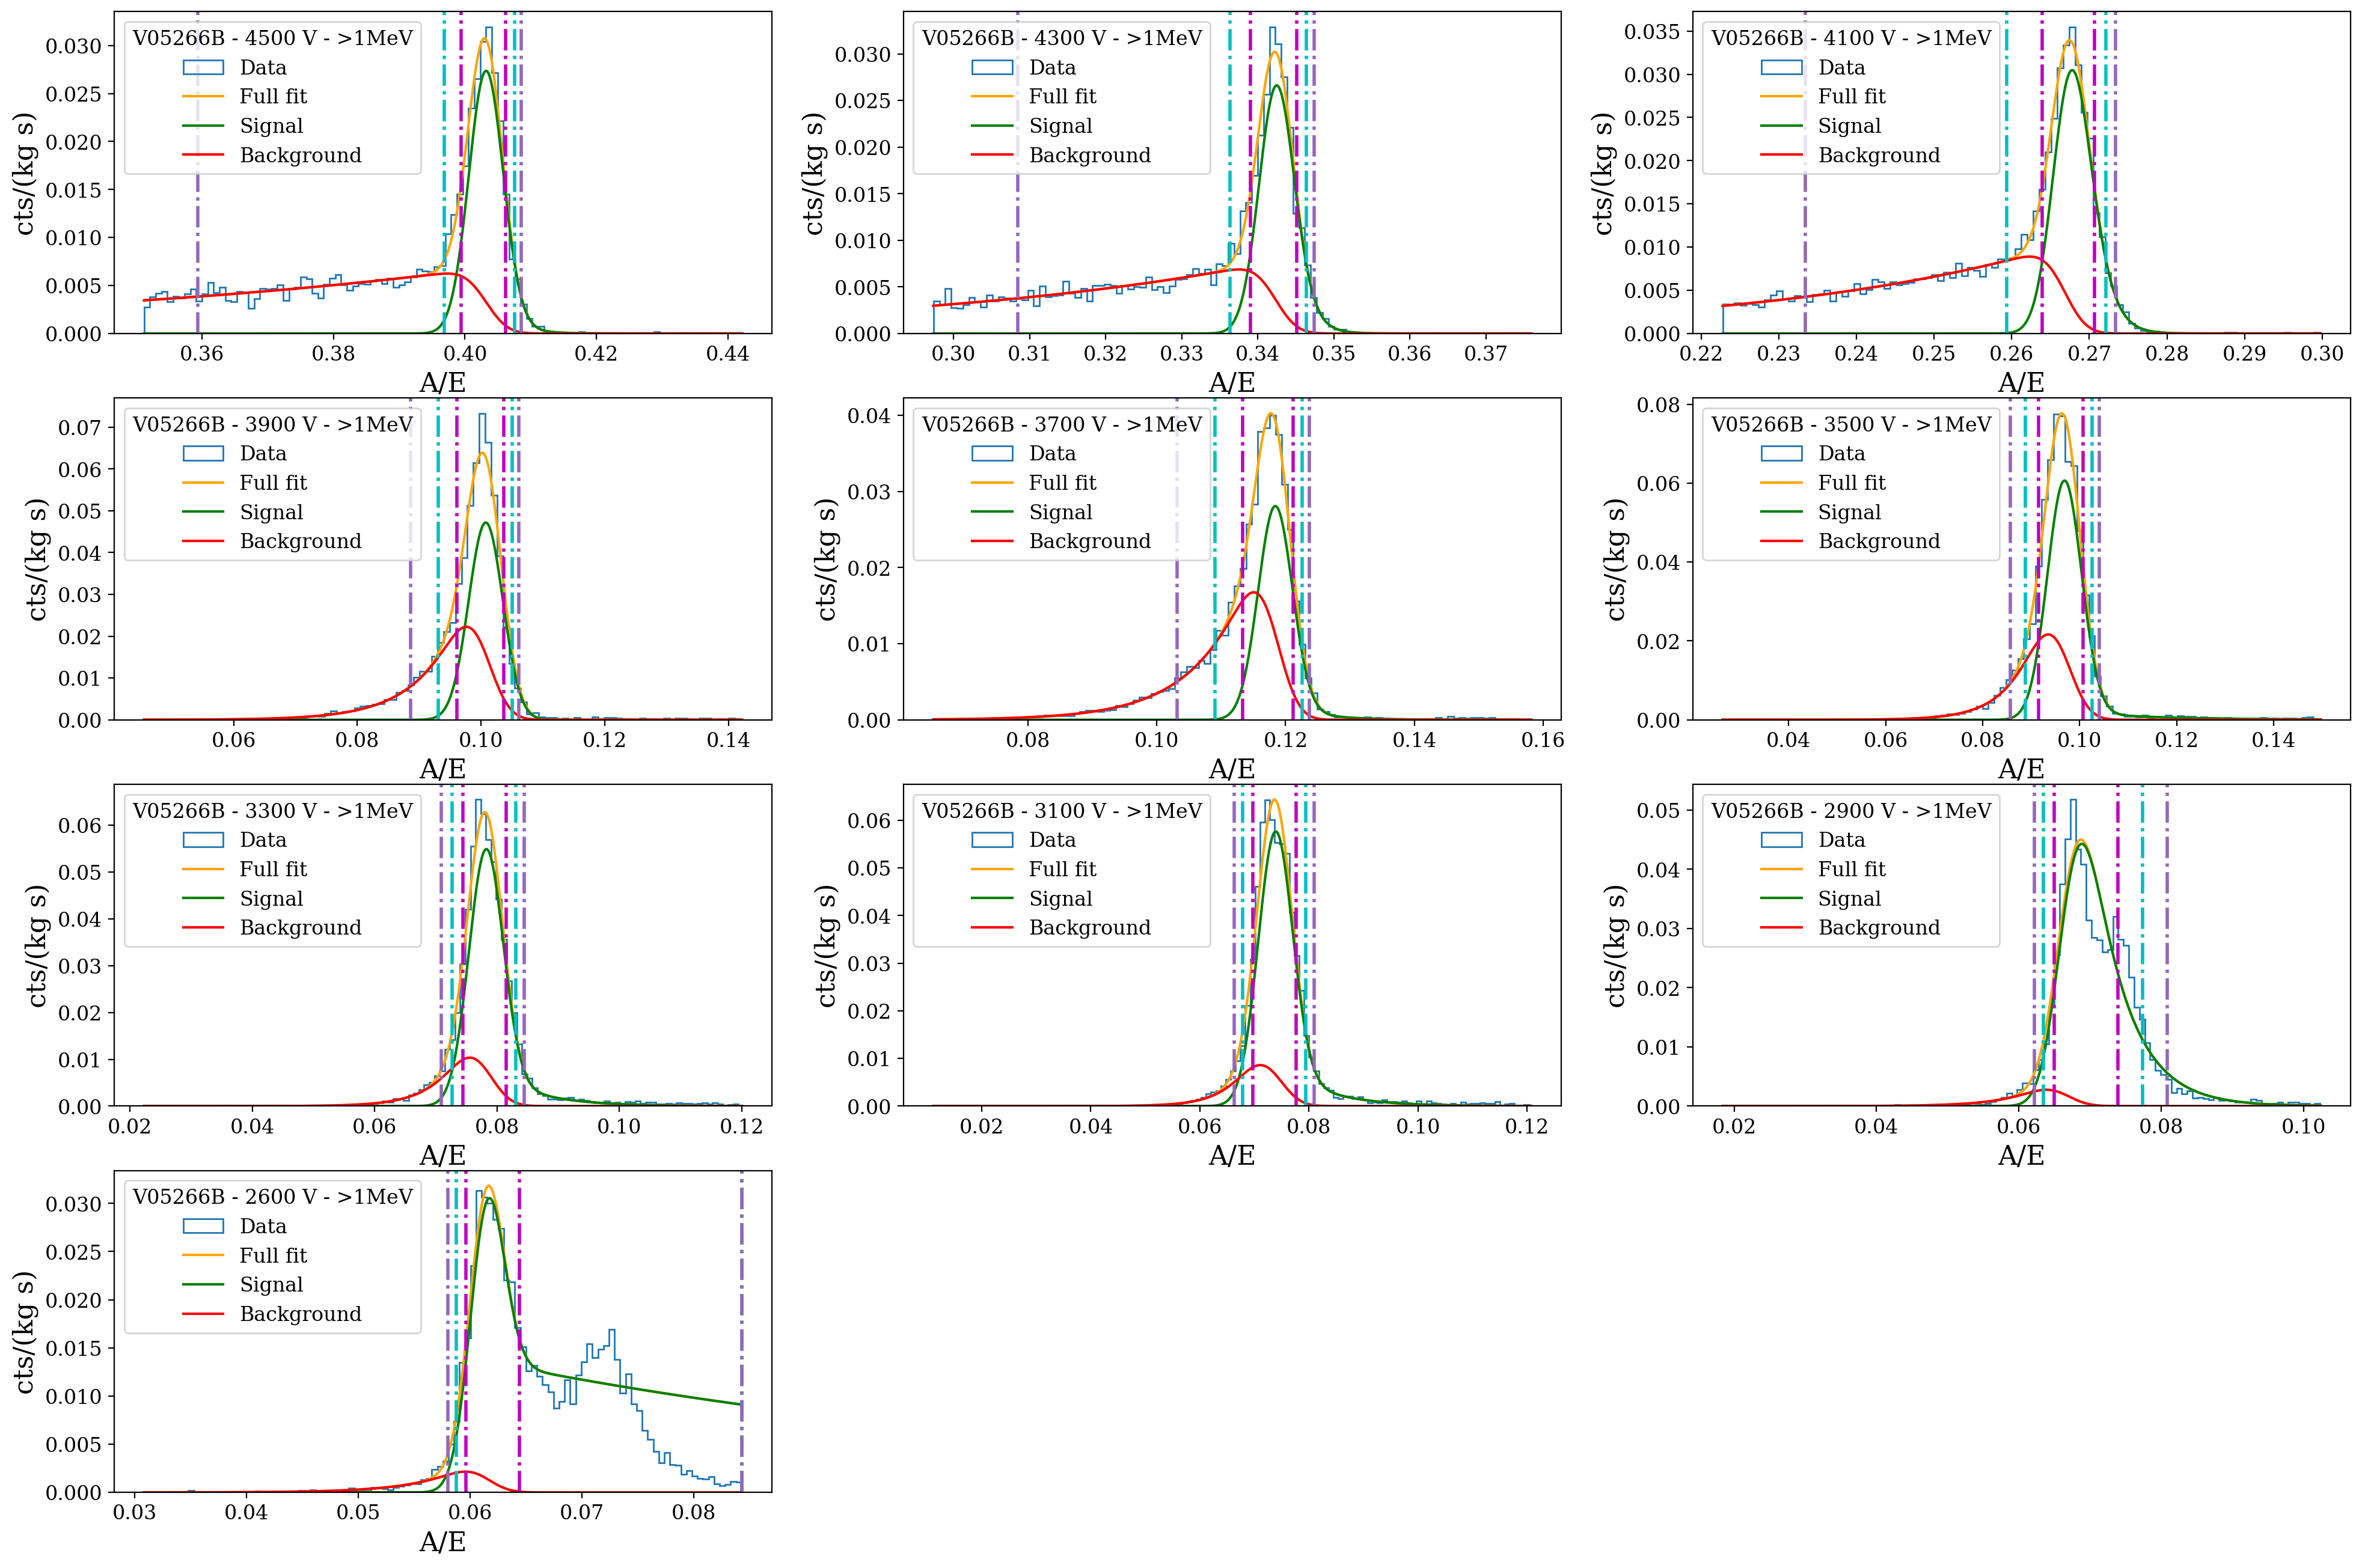 V05266B - 4500 V - >1MeV
Data
Full fit
Signal
Background
cts/(kg s)
0.030
0.025
0.020
0.015
0.010
0.005
0.000
0.36 0.38 0.40 0.42 0.44
A/E
V05266B - 4300 V - >1MeV
Data
Full fit
Signal
Background
cts/(kg s)
0.030
0.025
0.020
0.015
0.010
0.005
0.000
0.30 0.31 0.32 0.33 0.34 0.35 0.36 0.37
A/E
V05266B - 4100 V - >1MeV
Data
Full fit
Signal
Background
cts/(kg s)
0.035
0.030
0.025
0.020
0.015
0.010
0.005
0.000
0.22 0.23 0.24 0.25 0.26 0.27 0.28 0.29 0.30
A/E
V05266B - 3900 V - >1MeV
Data
Full fit
Signal
Background
cts/(kg s)
0.07
0.06
0.05
0.04
0.03
0.02
0.01
0.00
0.06 0.08 0.10 0.12 0.14
A/E
V05266B - 3700 V - >1MeV
Data
Full fit
Signal
Background
cts/(kg s)
0.04
0.03
0.02
0.01
0.00
0.08 0.10 0.12 0.14 0.16
A/E
V05266B - 3500 V - >1MeV
Data
Full fit
Signal
Background
cts/(kg s)
0.08
0.06
0.04
0.02
0.00
0.04 0.06 0.08 0.10 0.12 0.14
A/E
V05266B - 3300 V - >1MeV
Data
Full fit
Signal
Background
cts/(kg s)
0.06
0.05
0.04
0.03
0.02
0.01
0.00
0.02 0.04 0.06 0.08 0.10 0.12
A/E
V05266B - 3100 V - >1MeV
Data
Full fit
Signal
Background
cts/(kg s)
0.06
0.05
0.04
0.03
0.02
0.01
0.00
0.02 0.04 0.06 0.08 0.10 0.12
A/E
V05266B - 2900 V - >1MeV
Data
Full fit
Signal
Background
cts/(kg s)
0.05
0.04
0.03
0.02
0.01
0.00
0.02 0.04 0.06 0.08 0.10
A/E
V05266B - 2600 V - >1MeV
Data
Full fit
Signal
Background
cts/(kg s)
0.030
0.025
0.020
0.015
0.010
0.005
0.000
0.03 0.04 0.05 0.06 0.07 0.08
A/E